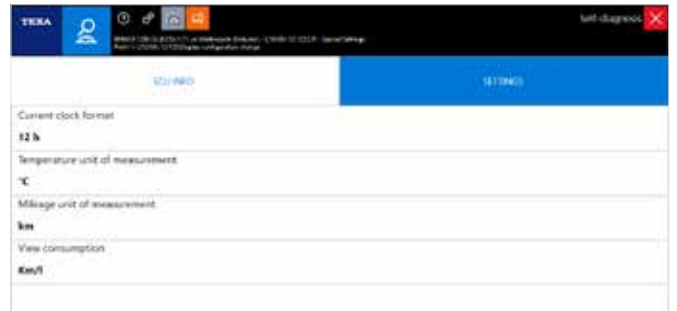 TEXA
Self-diagnosis
ECU INFO
SETTINGS
Current clock format
12 h
Temperature unit of measurement
°C
Mileage unit of measurement
km
View consumption
Km/l